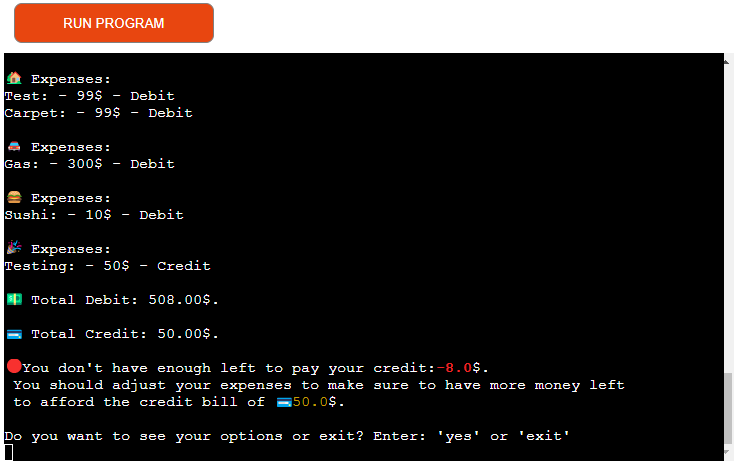 RUN PROGRAM
🏠 Expenses:
Test: - 99$ - Debit
Carpet: - 99$ - Debit
🚗 Expenses:
Gas: - 300$ - Debit
🍔 Expenses:
Sushi: - 10$ - Debit
🎉 Expenses:
Testing: - 50$ - Credit
💵 Total Debit: 508.00$.
💳 Total Credit: 50.00$.
🔴You don't have enough left to pay your credit:-8.0$.
You should adjust your expenses to make sure to have more money left
to afford the credit bill of 💳50.0$.
Do you want to see your options or exit? Enter: 'yes' or 'exit'